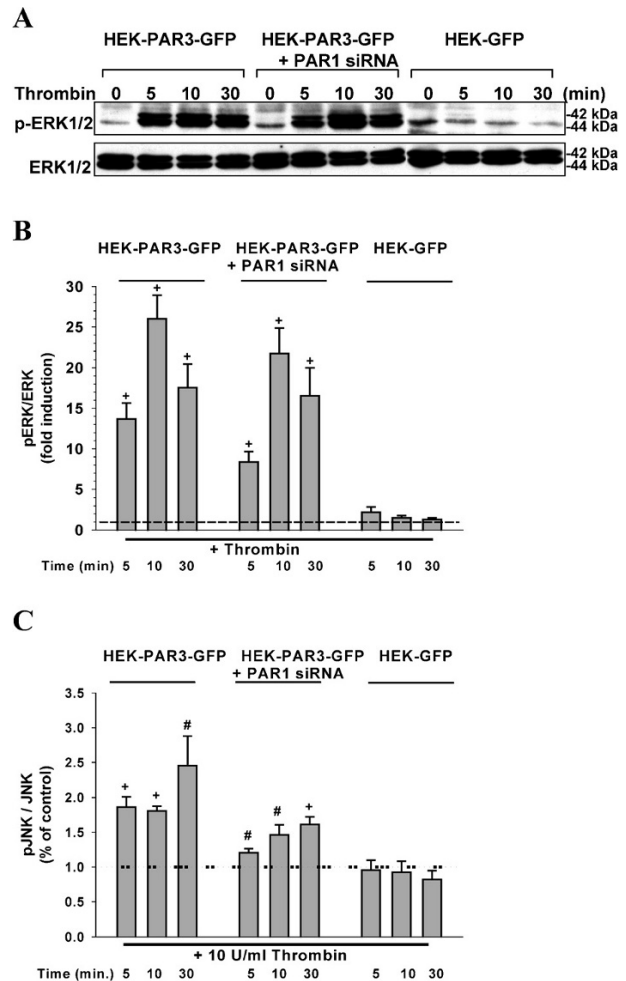 A
HEK-PAR3-GFP HEK-PAR3-GFP HEK-GFP
+ PAR1 siRNA
Thrombin 0 5 10 30 0 5 10 30 0 5 10 30 (min)
p-ERK1/2 -42 kDa
-44 kDa
ERK1/2 -42 kDa
-44 kDa
B
HEK-PAR3-GFP HEK-PAR3-GFP HEK-GFP
+ PAR1 siRNA
30
25
20
15
10
5
0
pERK/ERK
(fold induction)
+ + + + + +
+ Thrombin
Time (min) 5 10 30 5 10 30 5 10 30
C
HEK-PAR3-GFP HEK-PAR3-GFP HEK-GFP
+ PAR1 siRNA
3.5
3.0
2.5
2.0
1.5
1.0
0.5
0.0
pJNK / JNK
(% of control)
+ + # # # +
+ 10 U/ml Thrombin
Time (min.) 5 10 30 5 10 30 5 10 30